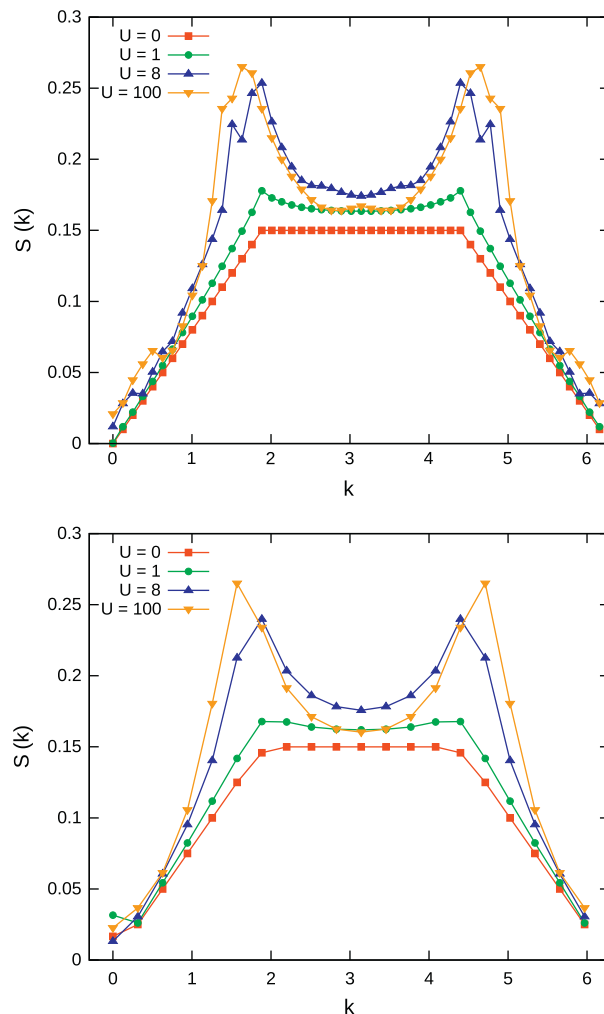 0.3
U = 0
U = 1
0.25
U = 8
U = 100
0.2
S (k)
0.15
0.1
0.05
0
0 1 2 3 4 5 6
k
0.3
U = 0
U = 1
0.25
U = 8
U = 100
0.2
S (k)
0.15
0.1
0.05
0
0 1 2 3 4 5 6
k